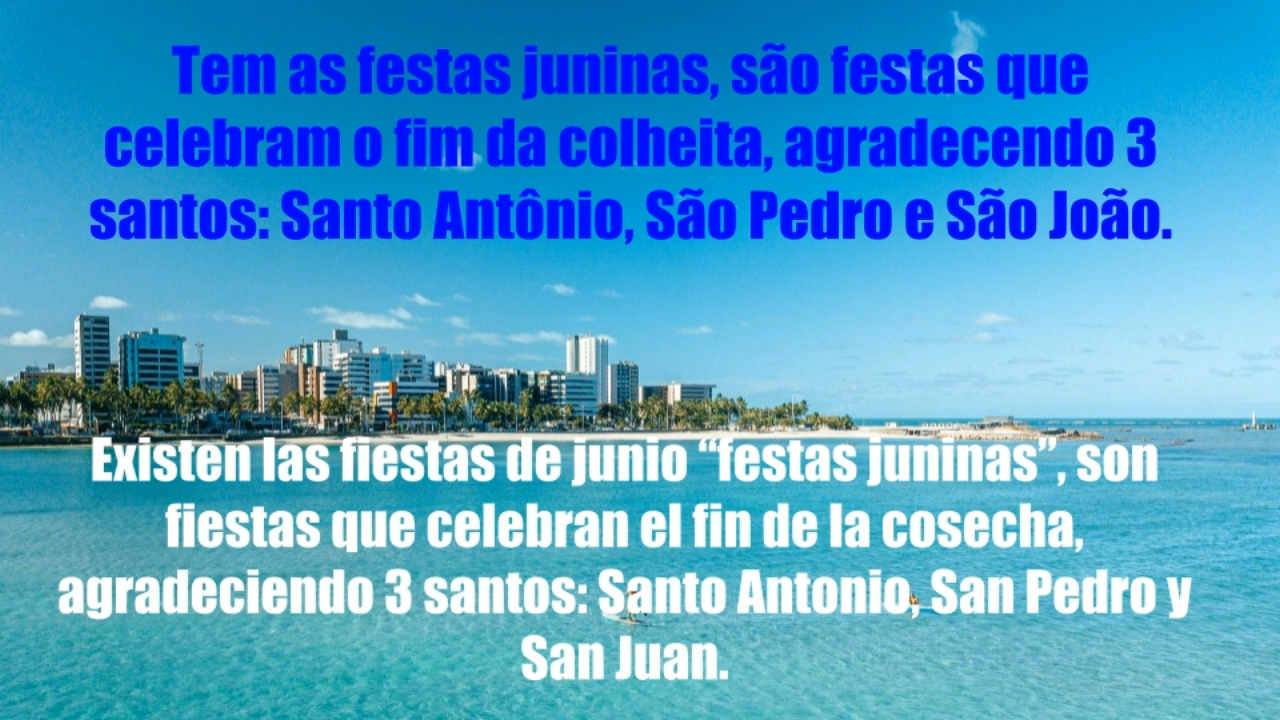 Tem as festas juninas, são festas que
celebram o fim da colheita, agradecendo 3
santos: Santo Antônio, São Pedro e São João.
Existen las fiestas de junio “festas juninas”, son
fiestas que celebran el fin de la cosecha,
agradeciendo 3 santos: Santo Antonio, San Pedro y
San Juan.